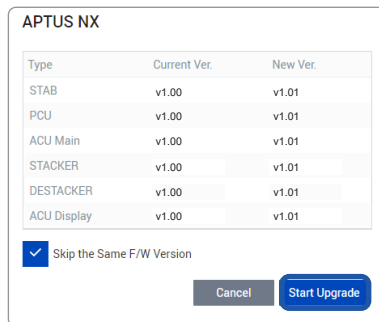 APTUS NX
Type Current Ver. New Ver.
STAB v1.00 v1.01
PCU v1.00 v1.01
ACU Main v1.00 v1.01
STACKER v1.00 v1.01
DESTACKER v1.00 v1.01
ACU Display v1.00 v1.01
Skip the Same F/W Version
Cancel Start Upgrade